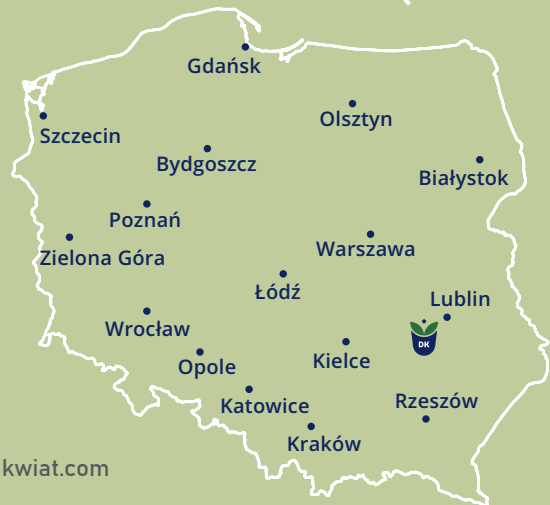 Gdańsk
Olsztyn
Szczecin
Bydgoszcz
Białystok
Poznań
Warszawa
Zielona Góra
Łódź
Lublin
Wrocław
DK
Kielce
Opole
Rzeszów
Katowice
Kraków
kwiat.com